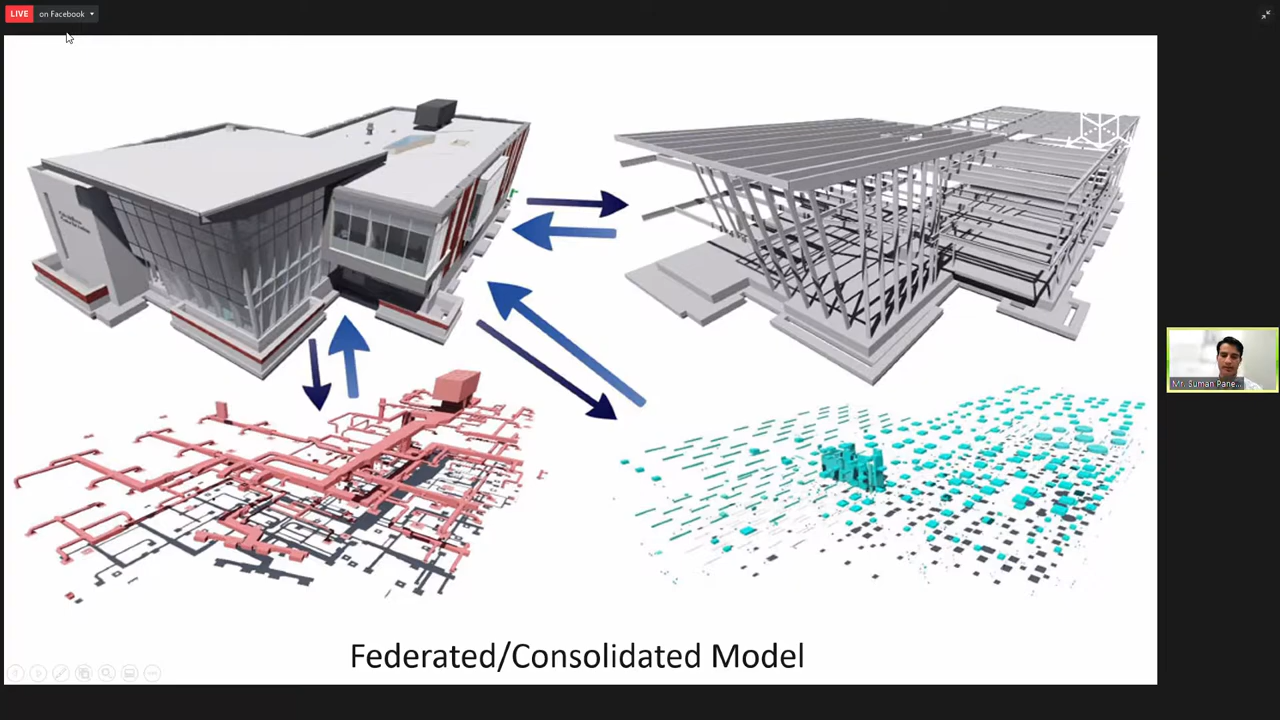 LIVE
on Facebook
Mr. Suman Pane...
Federated/Consolidated Model